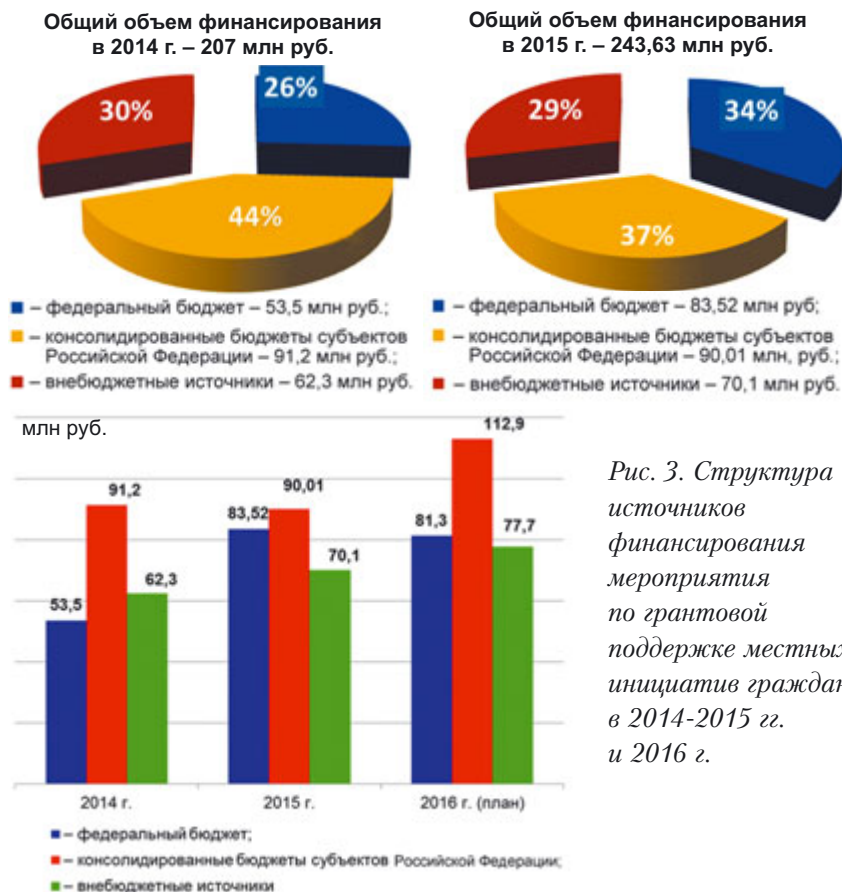 Общий объем финансирования
в 2014 г. – 207 млн руб.
26%
30%
44%
– федеральный бюджет – 53,5 млн руб.;
– консолидированные бюджеты субъектов
Российской Федерации – 91,2 млн руб.;
– внебюджетные источники – 62,3 млн руб.
Общий объем финансирования
в 2015 г. – 243,63 млн руб.
29%
34%
37%
– федеральный бюджет – 83,52 млн руб;
– консолидированные бюджеты субъектов
Российской Федерации – 90,01 млн, руб.;
– внебюджетные источники – 70,1 млн руб.
млн руб.
53,5
91,2
62,3
83,52
90,01
70,1
81,3
112,9
77,7
2014 г.
2015 г.
2016 г. (план)
– федеральный бюджет;
– консолидированные бюджеты субъектов Российской Федерации;
– внебюджетные источники
Рис. 3. Структура
источников
финансирования
мероприятия
по грантовой
поддержке местных
инициатив граждан
в 2014-2015 гг.
и 2016 г.